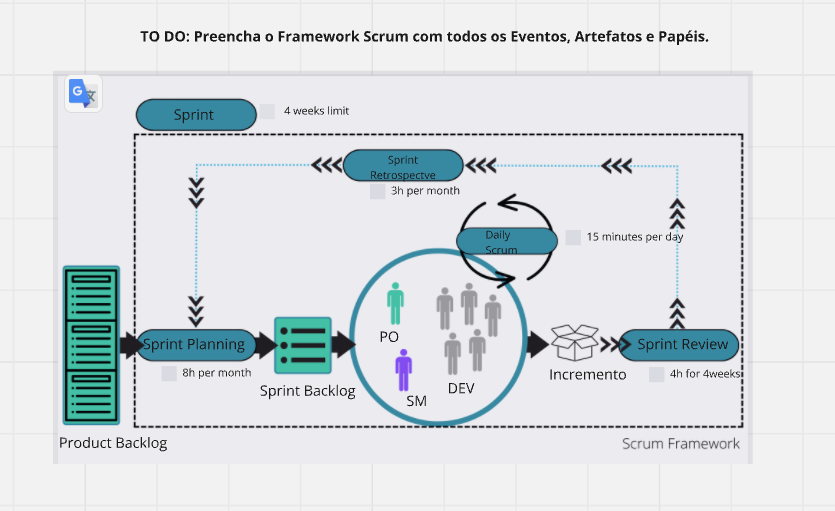 TO DO: Preencha o Framework Scrum com todos os Eventos, Artefatos e Papéis.
G 文
Sprint
4 weeks limit
Sprint
Retrospectve
3h per month
Daily
Scrum
15 minutes per day
PO
SM
DEV
Sprint Planning
8h per month
Sprint Backlog
Incremento
Sprint Review
4h for 4weeks
Product Backlog
Scrum Framework